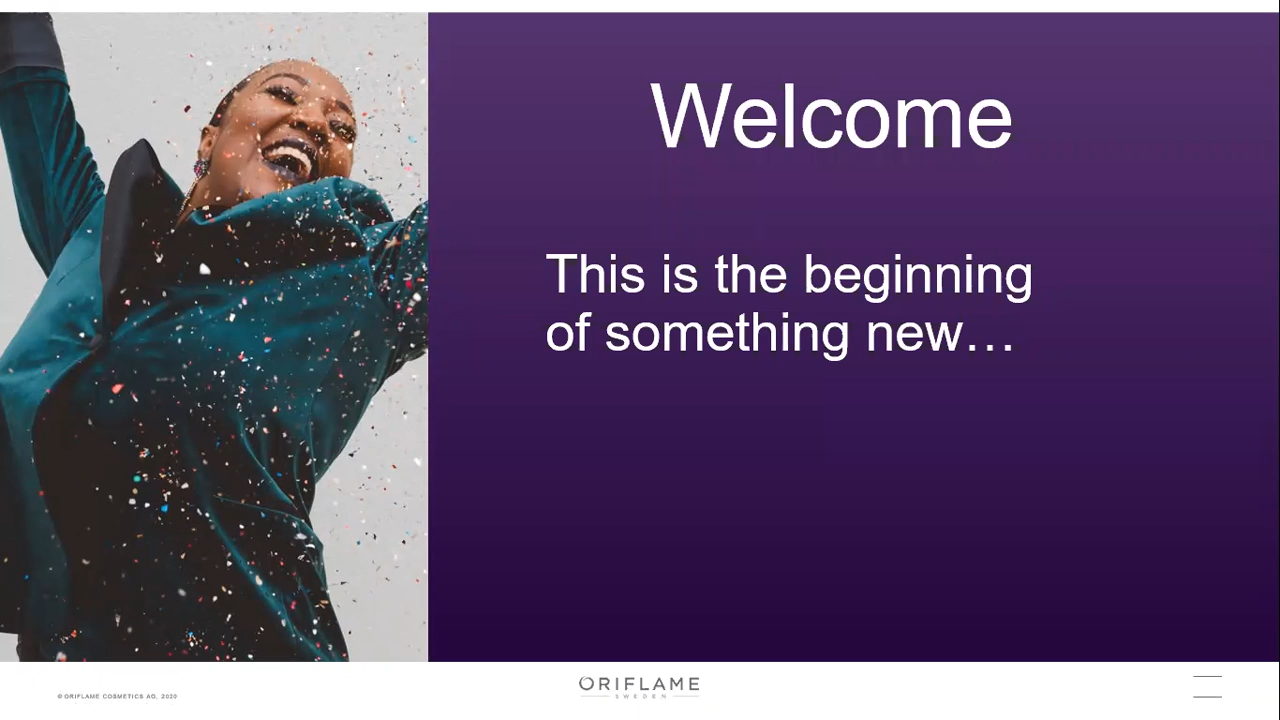 Welcome
This is the beginning
of something new…
© ORIFLAME COSMETICS AG, 2020
ORIFLAME
SWEDEN